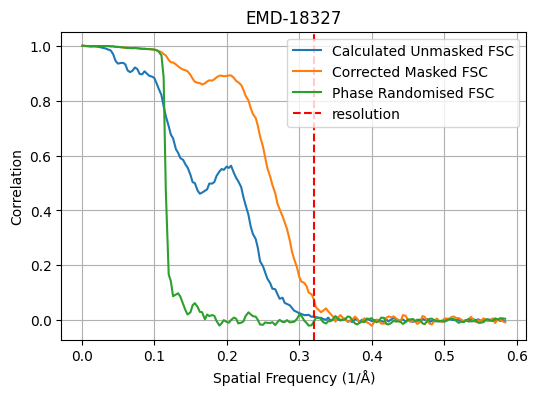 EMD-18327
Calculated Unmasked FSC
Corrected Masked FSC
Phase Randomised FSC
resolution
Correlation
1.0
0.8
0.6
0.4
0.2
0.0
0.0 0.1 0.2 0.3 0.4 0.5 0.6
Spatial Frequency (1/Å)